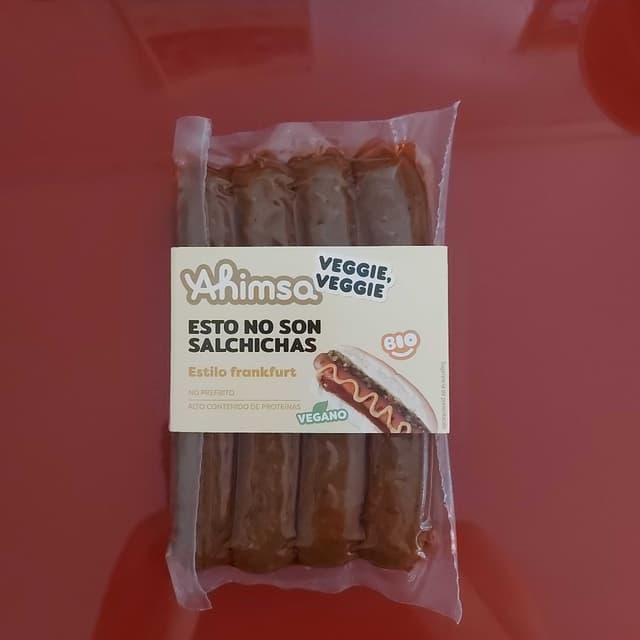 Ahimsa
VEGGIE,
VEGGIE
ESTO NO SON
SALCHICHAS
Estilo frankfurt
NO PREFRITO
ALTO CONTENIDO DE PROTEÍNAS
BIO
VEGANO